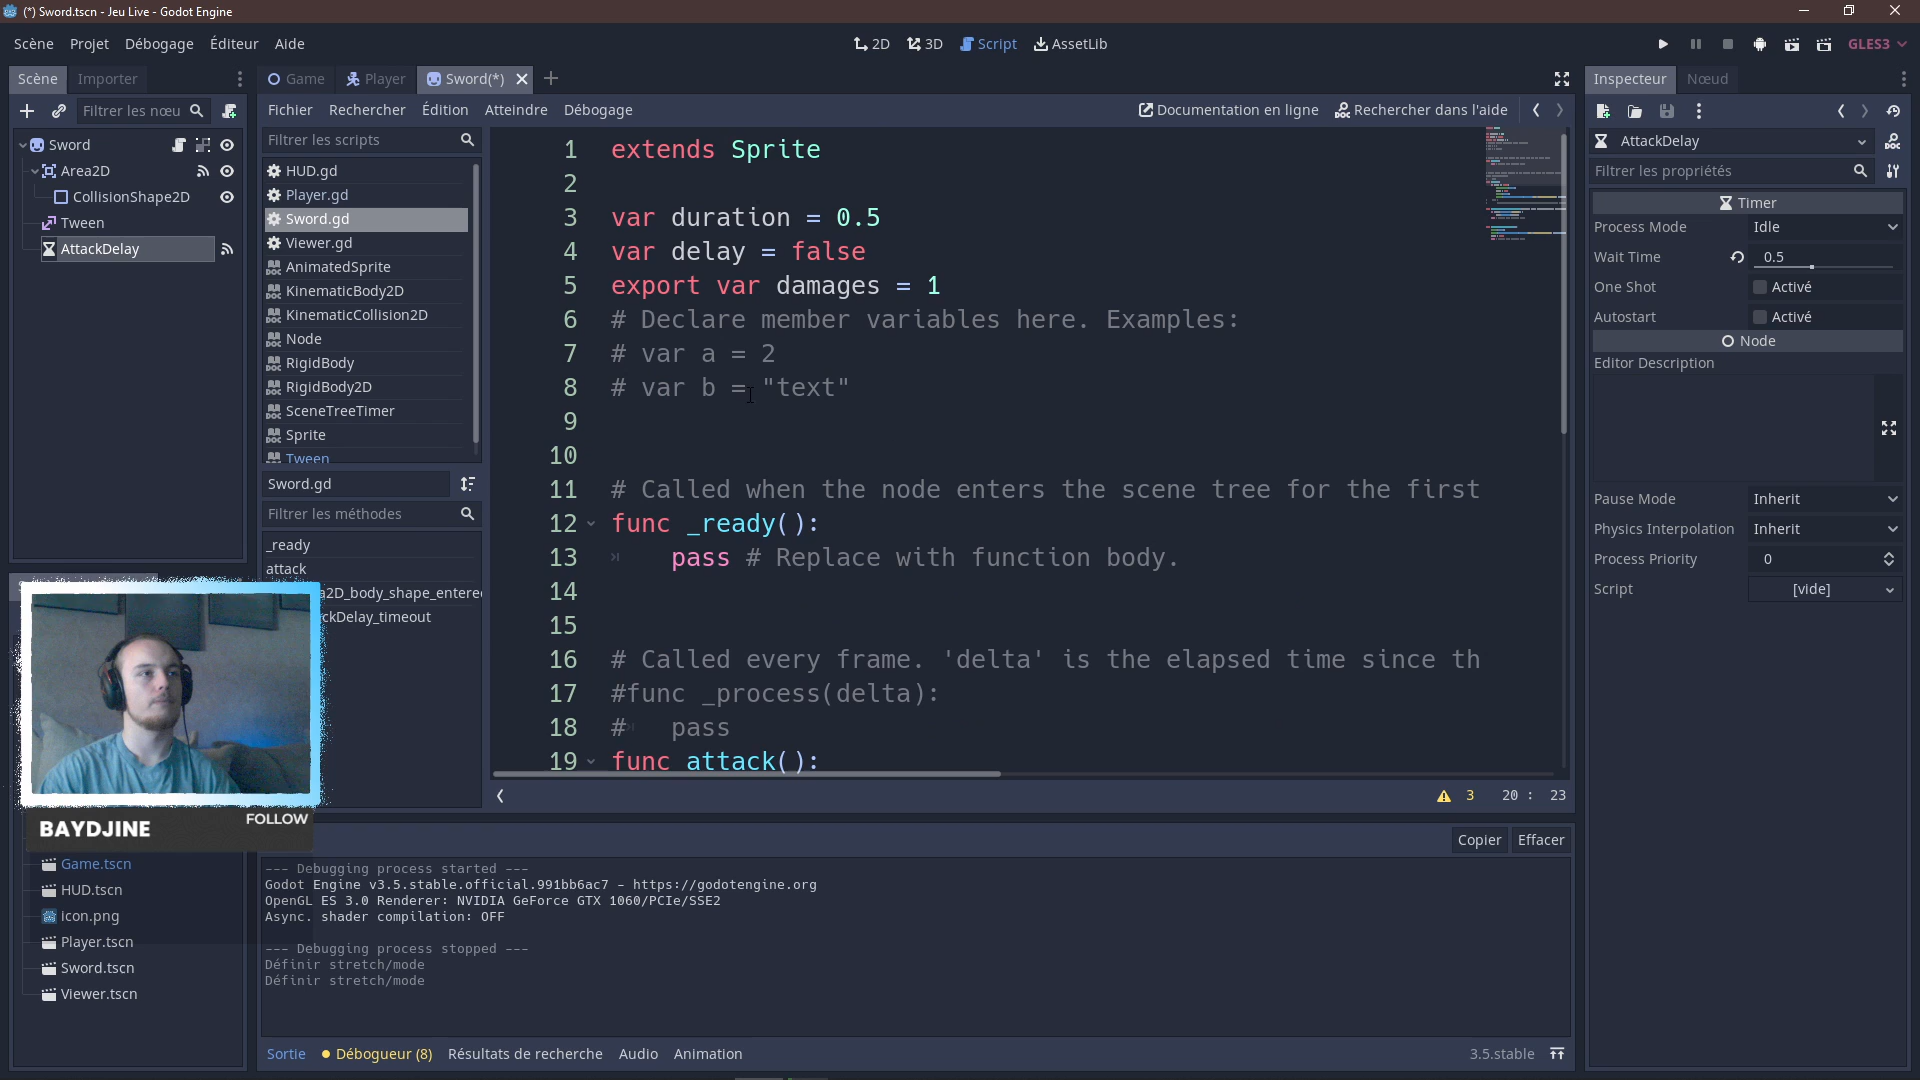 (*) Sword.tscn - Jeu Live - Godot Engine
Scène Projet Débogage Éditeur Aide
2D 3D Script AssetLib
GLES3
Scène Importer
Game Player Sword(*)
Inspecteur Nœud
Filtrer les nœu
Fichier Rechercher Édition Atteindre Débogage
Documentation en ligne Rechercher dans l'aide
Sword
Area2D
CollisionShape2D
Tween
AttackDelay
Filtrer les scripts
HUD.gd
Player.gd
Sword.gd
Viewer.gd
AnimatedSprite
KinematicBody2D
KinematicCollision2D
Node
RigidBody
RigidBody2D
SceneTreeTimer
Sprite
Tween
Sword.gd
Filtrer les méthodes
_ready
attack
a2D_body_shape_entered
ckDelay_timeout
1 extends Sprite
2
3 var duration = 0.5
4 var delay = false
5 export var damages = 1
6 # Declare member variables here. Examples:
7 # var a = 2
8 # var b = "text"
9
10
11 # Called when the node enters the scene tree for the first
12 func _ready():
13 pass # Replace with function body.
14
15
16 # Called every frame. 'delta' is the elapsed time since th
17 #func _process(delta):
18 # pass
19 func attack():
3 20 : 23
AttackDelay
Filtrer les propriétés
Timer
Process Mode Idle
Wait Time 0.5
One Shot Activé
Autostart Activé
Node
Editor Description
Pause Mode Inherit
Physics Interpolation Inherit
Process Priority 0
Script [vide]
BAYDJINE FOLLOW
Game.tscn
HUD.tscn
icon.png
Player.tscn
Sword.tscn
Viewer.tscn
Copier Effacer
--- Debugging process started ---
Godot Engine v3.5.stable.official.991bb6ac7 - https://godotengine.org
OpenGL ES 3.0 Renderer: NVIDIA GeForce GTX 1060/PCIe/SSE2
Async. shader compilation: OFF
--- Debugging process stopped ---
Définir stretch/mode
Définir stretch/mode
Sortie Débogueur (8) Résultats de recherche Audio Animation
3.5.stable